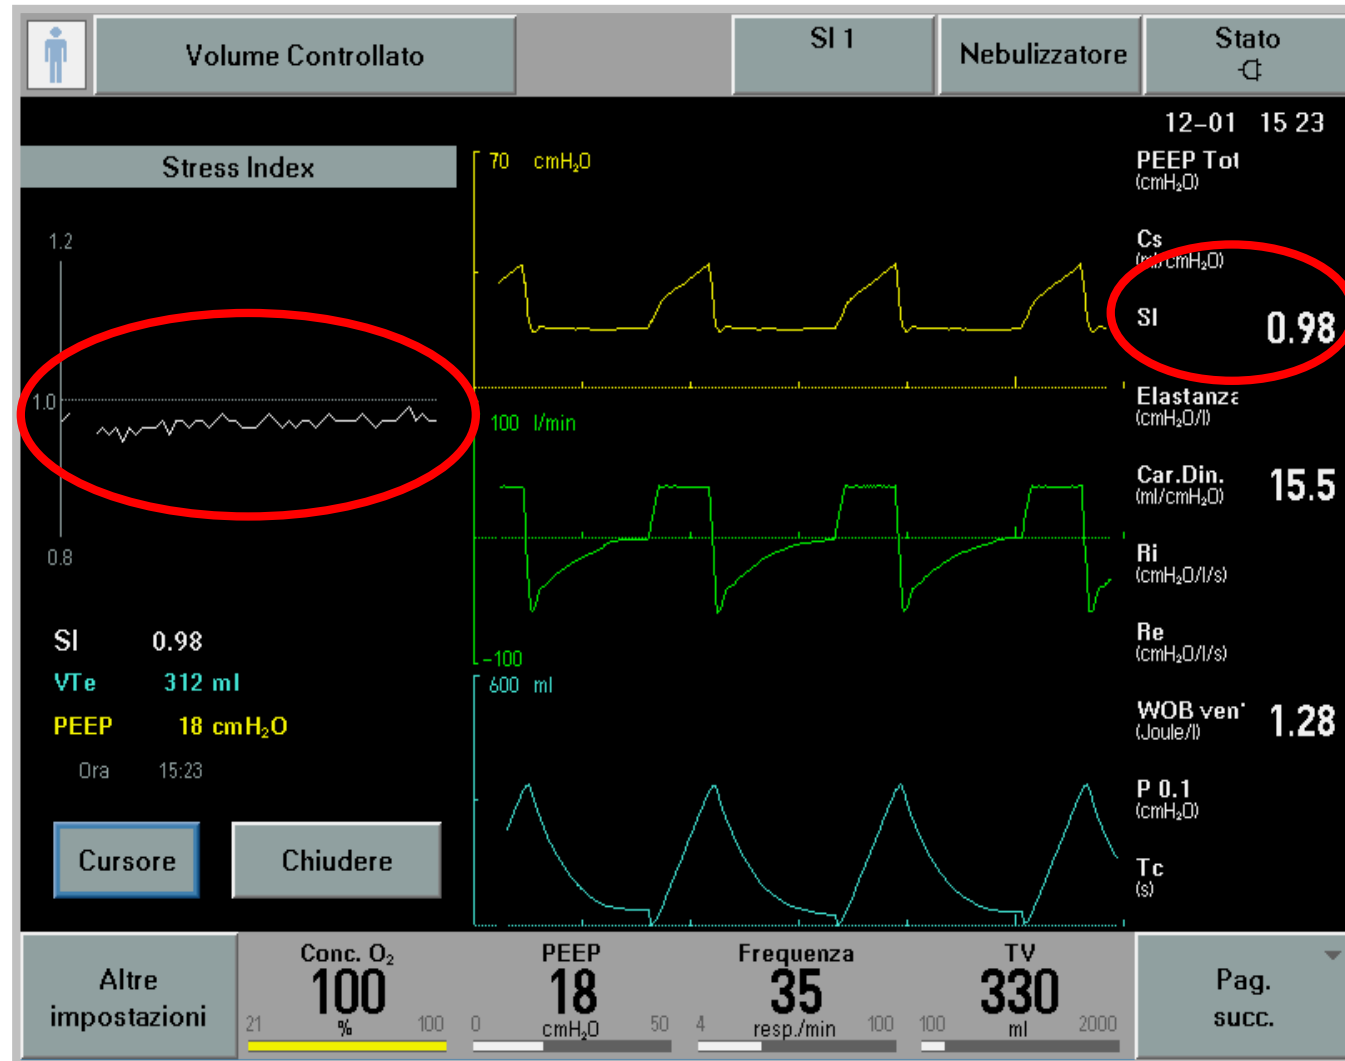 Volume Controllato
SI 1
Nebulizzatore
Stato
12-01 15 23
Stress Index
1.2
1.0
0.8
SI 0.98
VTe 312 ml
PEEP 18 cmH₂O
Ora 15:23
Cursore
Chiudere
70 cmH₂O
100 l/min
-100
600 ml
PEEP Tot
(cmH₂O)
Cs
(ml/cmH₂O)
SI 0.98
Elastanza
(cmH₂O/l)
Car.Din. 15.5
(ml/cmH₂O)
Ri
(cmH₂O/l/s)
Re
(cmH₂O/l/s)
WOB ven' 1.28
(Joule/l)
P 0.1
(cmH₂O)
Tc
(s)
Altre
impostazioni
Conc. O₂
100
21 % 100
PEEP
18
0 cmH₂O 50
Frequenza
35
4 resp./min 100
TV
330
100 ml 2000
Pag.
succ.